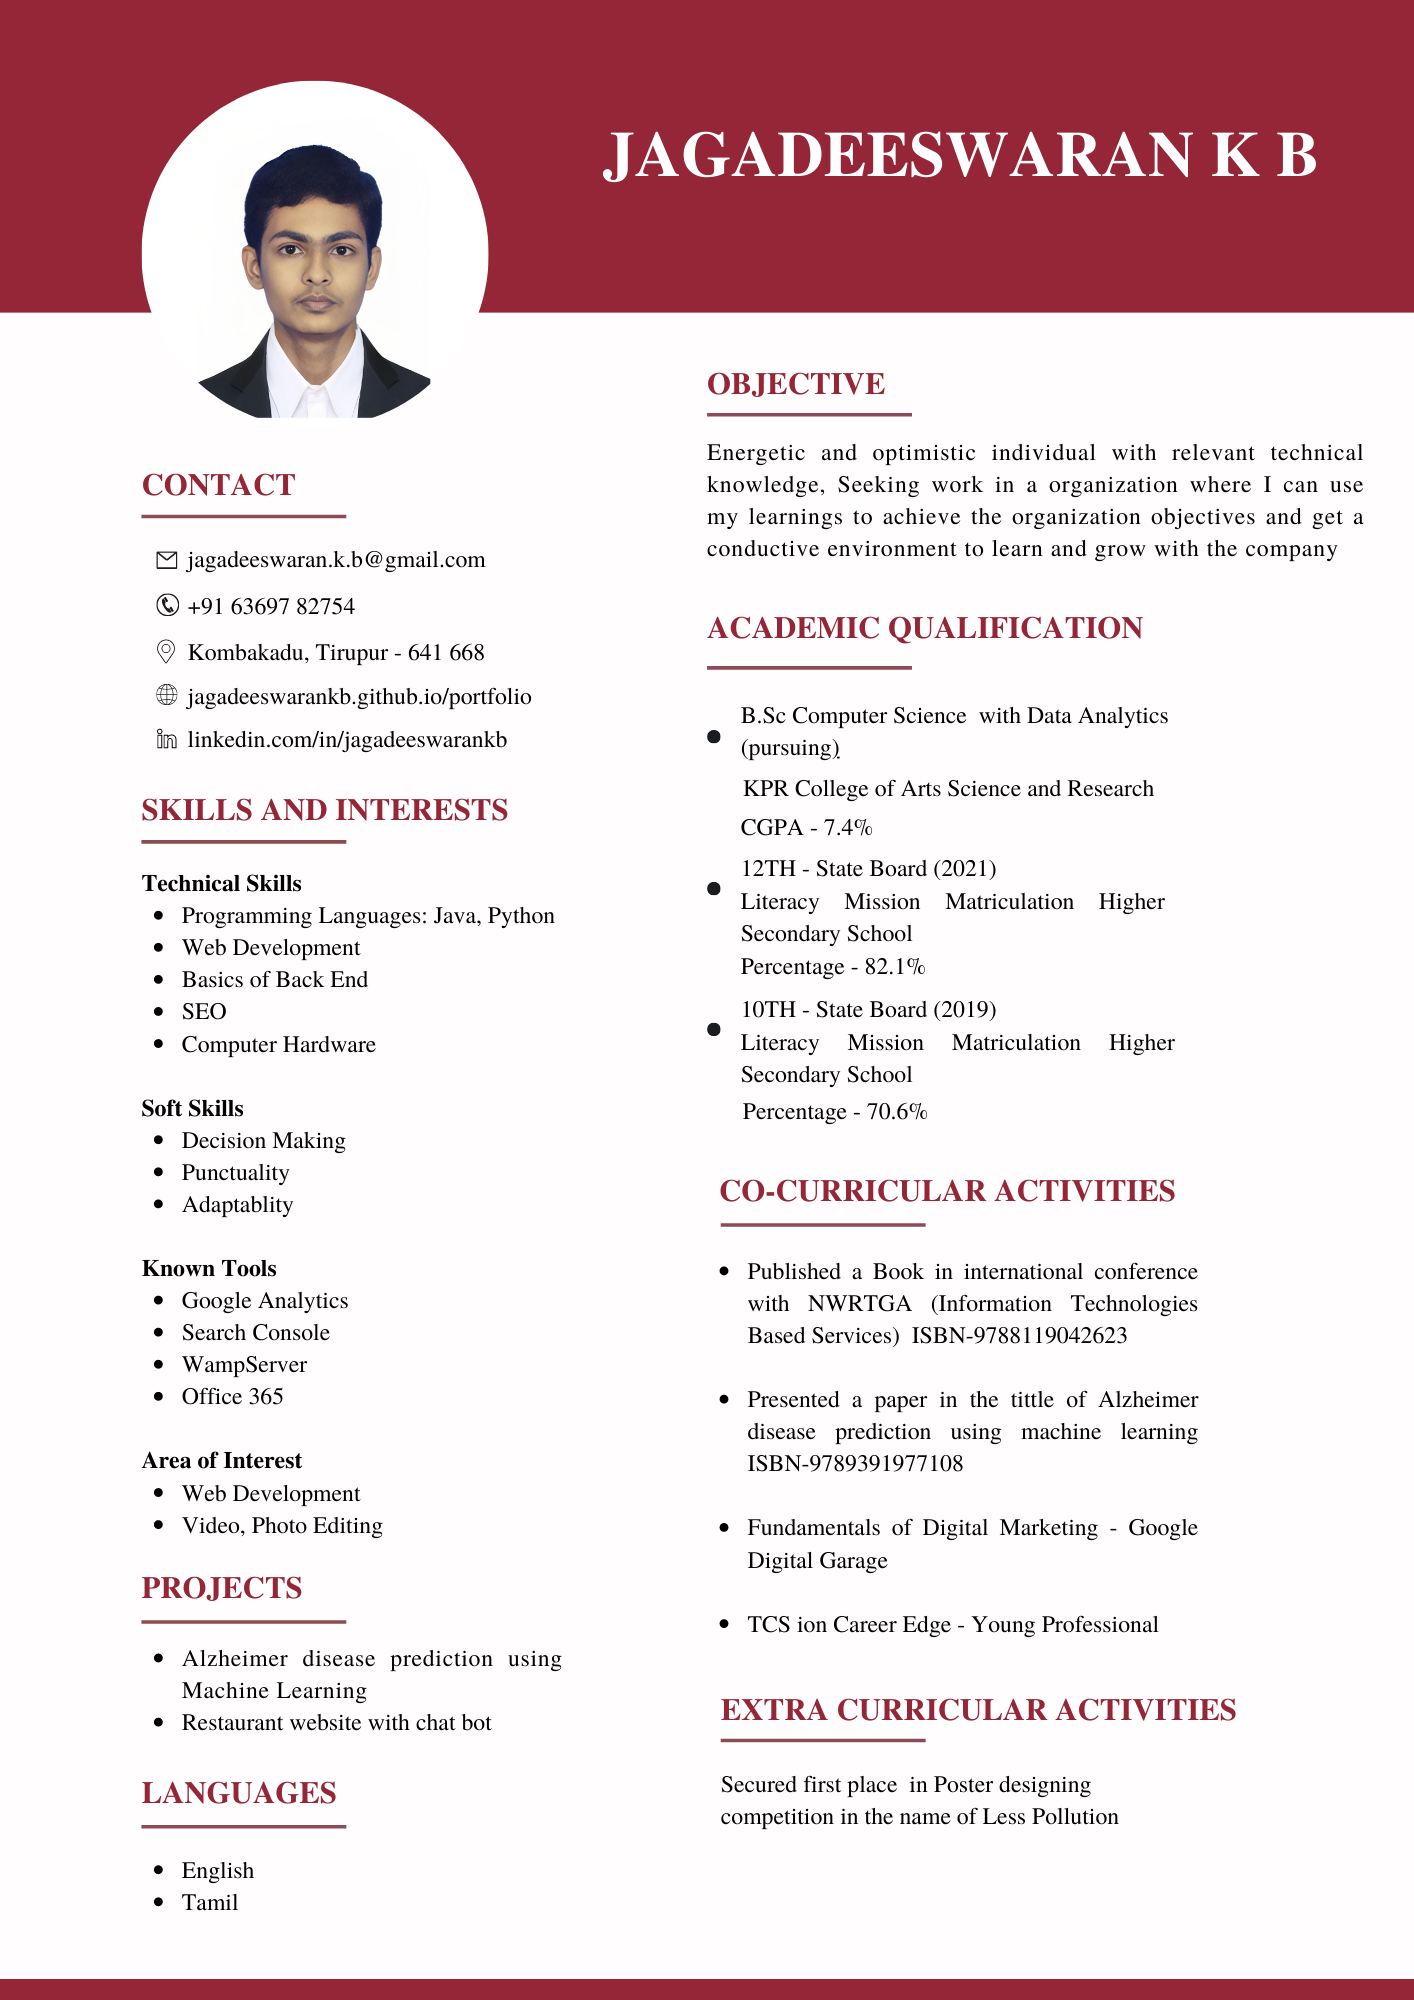 JAGADEESWARAN K B
CONTACT
jagadeeswaran.k.b@gmail.com
+91 63697 82754
Kombakadu, Tirupur - 641 668
jagadeeswarankb.github.io/portfolio
linkedin.com/in/jagadeeswarankb
SKILLS AND INTERESTS
Technical Skills
• Programming Languages: Java, Python
• Web Development
• Basics of Back End
• SEO
• Computer Hardware
Soft Skills
• Decision Making
• Punctuality
• Adaptablity
Known Tools
• Google Analytics
• Search Console
• WampServer
• Office 365
Area of Interest
• Web Development
• Video, Photo Editing
PROJECTS
• Alzheimer disease prediction using
Machine Learning
• Restaurant website with chat bot
LANGUAGES
• English
• Tamil
OBJECTIVE
Energetic and optimistic individual with relevant technical
knowledge, Seeking work in a organization where I can use
my learnings to achieve the organization objectives and get a
conductive environment to learn and grow with the company
ACADEMIC QUALIFICATION
• B.Sc Computer Science with Data Analytics
(pursuing)
KPR College of Arts Science and Research
CGPA - 7.4%
• 12TH - State Board (2021)
Literacy Mission Matriculation Higher
Secondary School
Percentage - 82.1%
• 10TH - State Board (2019)
Literacy Mission Matriculation Higher
Secondary School
Percentage - 70.6%
CO-CURRICULAR ACTIVITIES
• Published a Book in international conference
with NWRTGA (Information Technologies
Based Services) ISBN-9788119042623
• Presented a paper in the tittle of Alzheimer
disease prediction using machine learning
ISBN-9789391977108
• Fundamentals of Digital Marketing - Google
Digital Garage
• TCS ion Career Edge - Young Professional
EXTRA CURRICULAR ACTIVITIES
Secured first place in Poster designing
competition in the name of Less Pollution